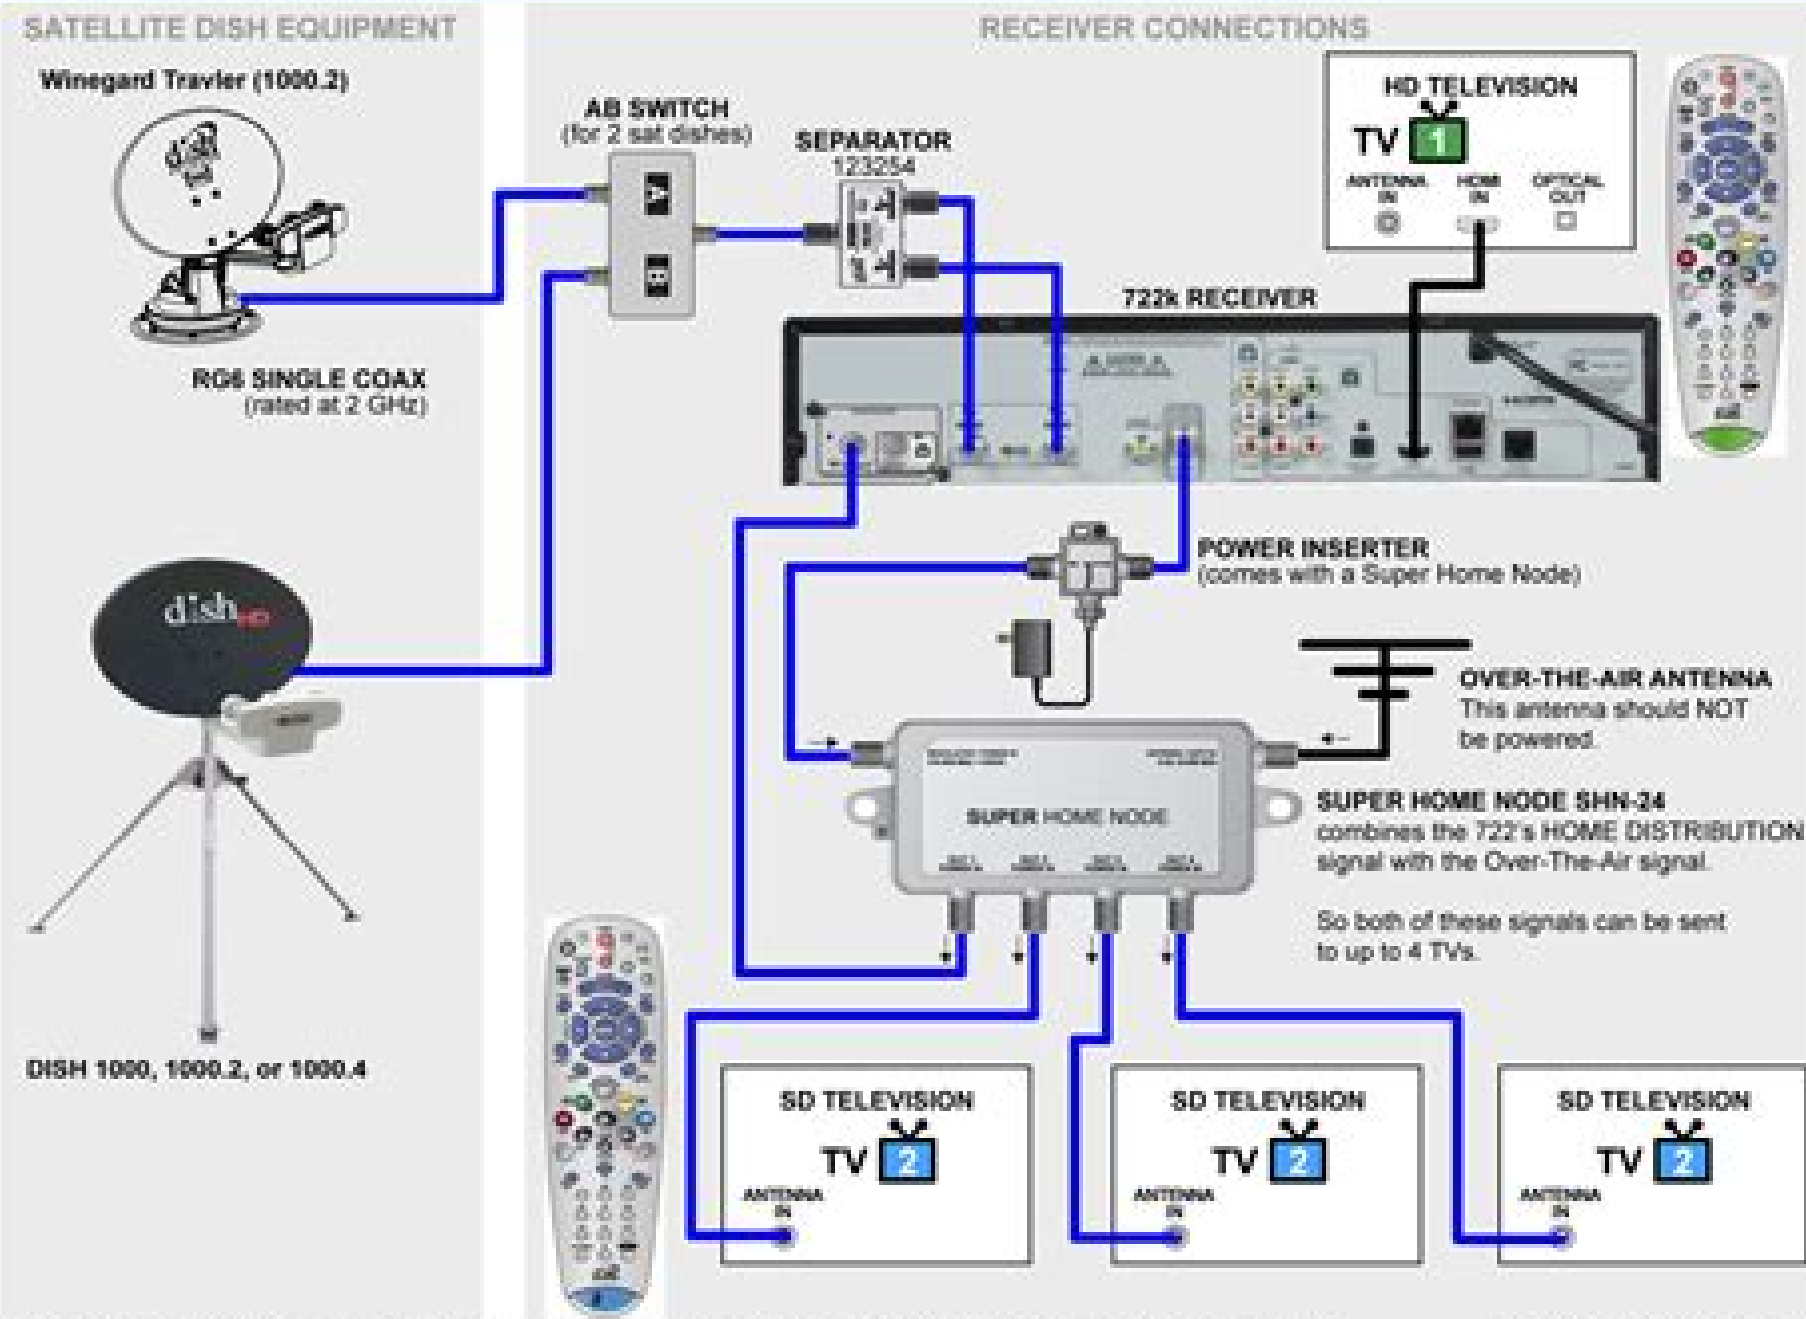 SATELLITE DISH EQUIPMENT
Winegard Travler (1000.2)
dish
RG6 SINGLE COAX
(rated at 2 GHz)
dish HD
DISH 1000, 1000.2, or 1000.4
RECEIVER CONNECTIONS
AB SWITCH
(for 2 sat dishes)
A
B
SEPARATOR
123254
HD TELEVISION
TV 1
ANTENNA
IN
HDMI
IN
OPTICAL
OUT
722k RECEIVER
POWER INSERTER
(comes with a Super Home Node)
OVER-THE-AIR ANTENNA
This antenna should NOT
be powered.
SUPER HOME NODE
SUPER HOME NODE SHN-24
combines the 722's HOME DISTRIBUTION
signal with the Over-The-Air signal.
So both of these signals can be sent
to up to 4 TVs.
SD TELEVISION
TV 2
ANTENNA
IN
SD TELEVISION
TV 2
ANTENNA
IN
SD TELEVISION
TV 2
ANTENNA
IN